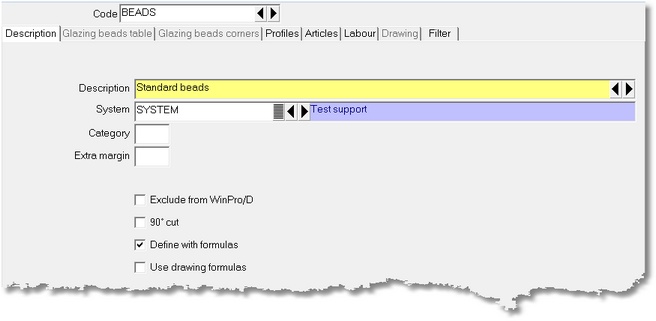 Code BEADS
Description Glazing beads table Glazing beads corners Profiles Articles Labour Drawing Filter
Description Standard beads
System SYSTEM Test support
Category
Extra margin
Exclude from WinPro/D
90° cut
Define with formulas
Use drawing formulas